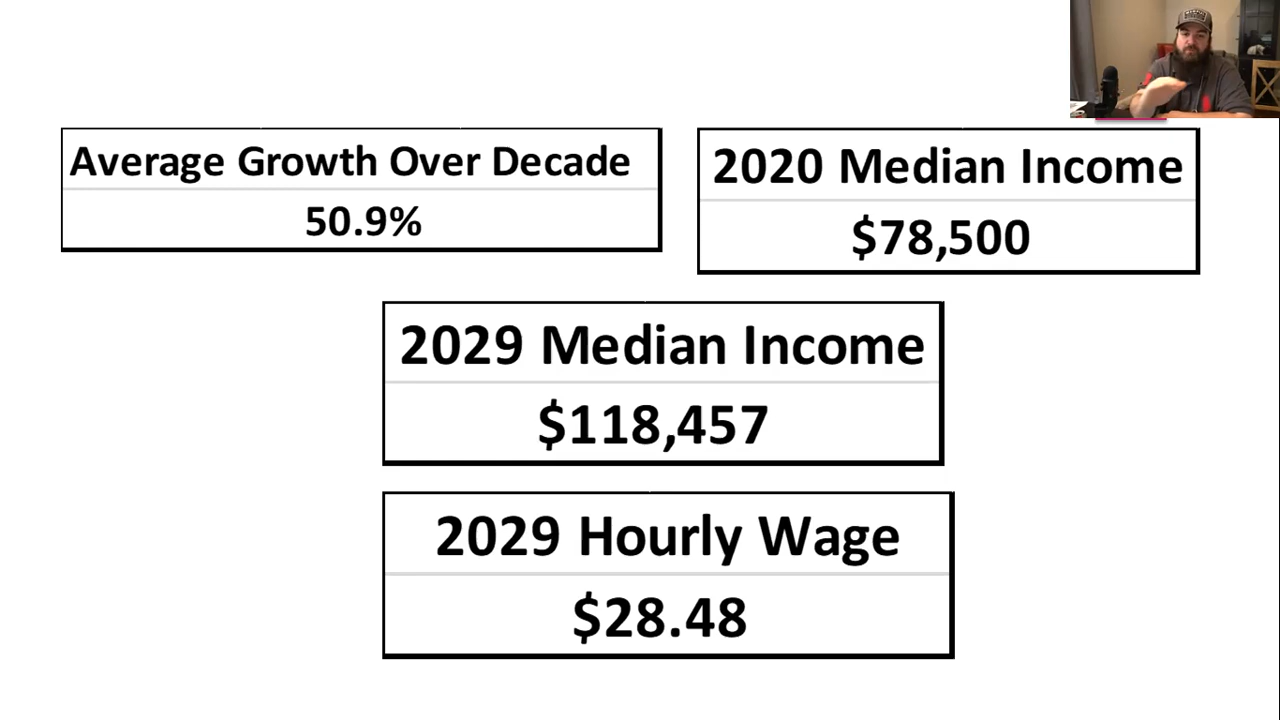 Average Growth Over Decade
50.9%
2020 Median Income
$78,500
2029 Median Income
$118,457
2029 Hourly Wage
$28.48